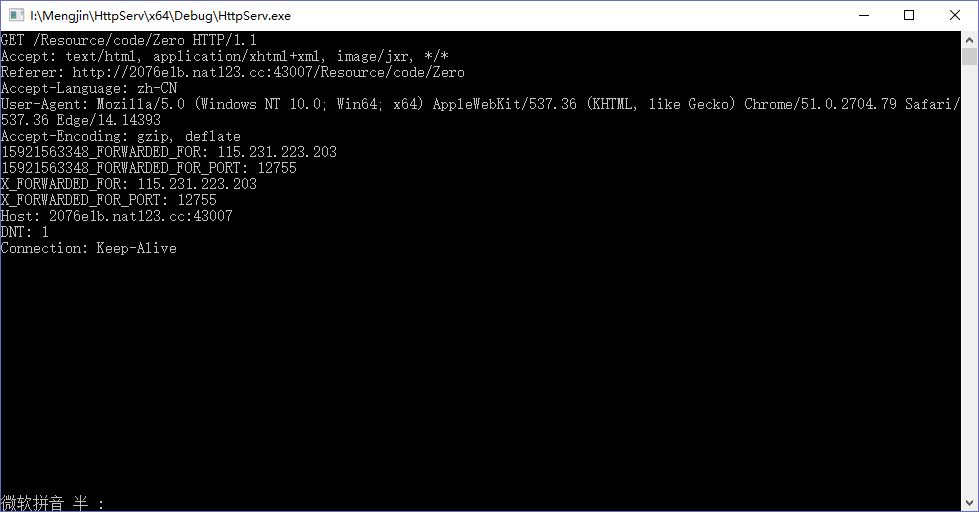 I:\Mengjin\HttpServ\x64\Debug\HttpServ.exe
GET /Resource/code/Zero HTTP/1.1
Accept: text/html, application/xhtml+xml, image/jxr, */*
Referer: http://2076e1b.nat123.cc:43007/Resource/code/Zero
Accept-Language: zh-CN
User-Agent: Mozilla/5.0 (Windows NT 10.0; Win64; x64) AppleWebKit/537.36 (KHTML, like Gecko) Chrome/51.0.2704.79 Safari/
537.36 Edge/14.14393
Accept-Encoding: gzip, deflate
15921563348_FORWARDED_FOR: 115.231.223.203
15921563348_FORWARDED_FOR_PORT: 12755
X_FORWARDED_FOR: 115.231.223.203
X_FORWARDED_FOR_PORT: 12755
Host: 2076e1b.nat123.cc:43007
DNT: 1
Connection: Keep-Alive
微软拼音 半 :